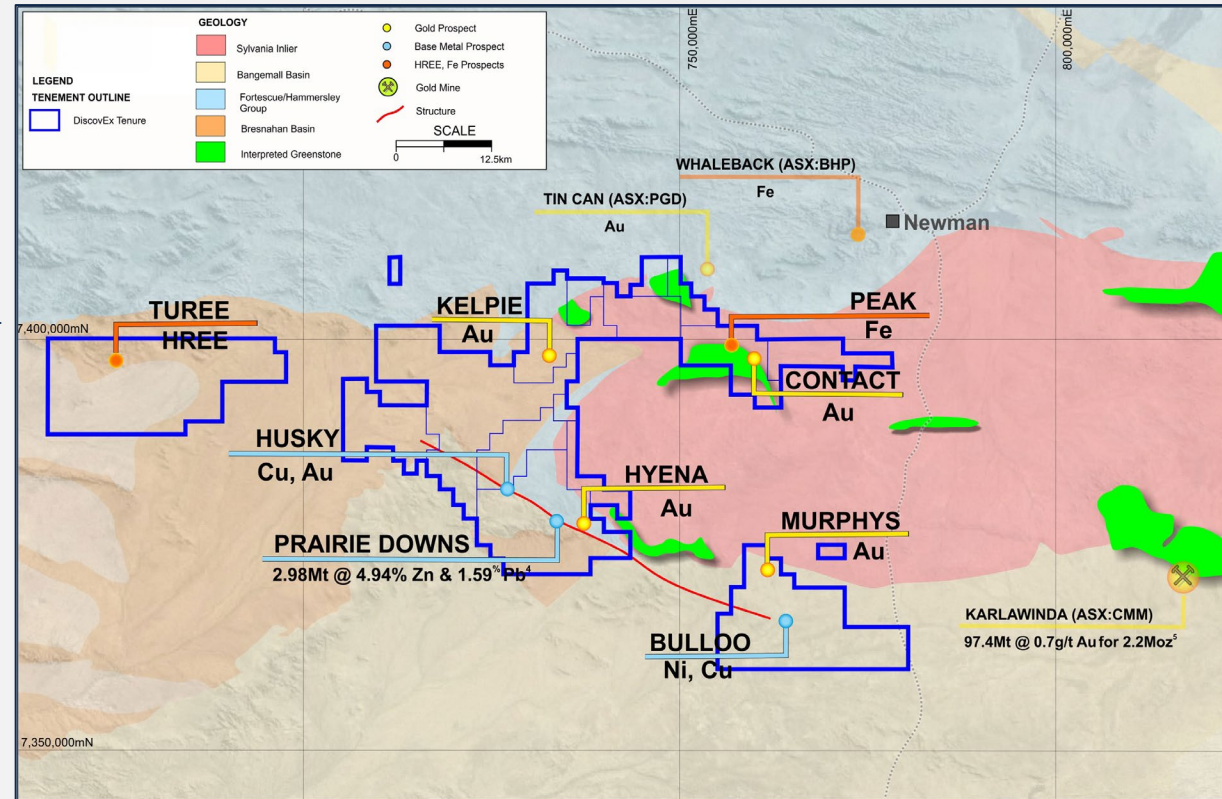 GEOLOGY
Sylvania Inlier
Bangemall Basin
Fortescue/Hammersley
Group
Bresnahan Basin
Interpreted Greenstone
LEGEND
TENEMENT OUTLINE
DiscovEx Tenure
Gold Prospect
Base Metal Prospect
HREE, Fe Prospects
Gold Mine
Structure
SCALE
0
12.5km
750,000mE
800,000mE
WHALEBACK (ASX:BHP)
Fe
TIN CAN (ASX:PGD)
Au
Newman
TUREE
HREE
KELPIE
Au
PEAK
Fe
7,400,000mN
CONTACT
Au
HUSKY
Cu, Au
HYENA
Au
MURPHYS
Au
PRAIRIE DOWNS
2.98Mt @ 4.94% Zn & 1.59% Pb⁴
KARLAWINDA (ASX:CMM)
97.4Mt @ 0.7g/t Au for 2.2Moz⁵
BULLOO
Ni, Cu
7,350,000mN